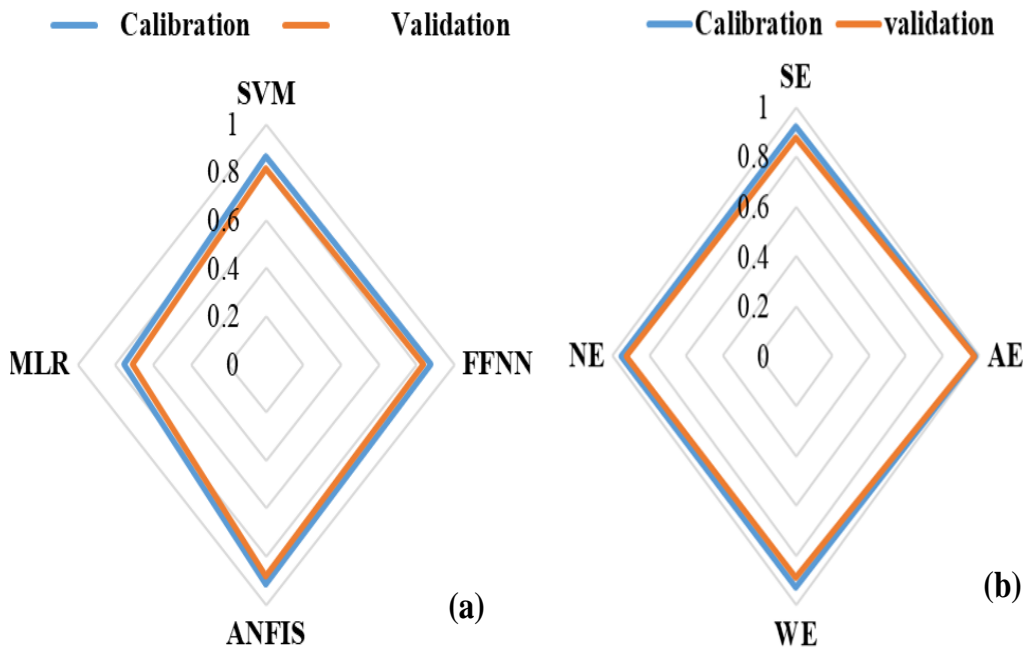 Calibration Validation
SVM
1
0.8
0.6
0.4
0.2
0
MLR
FFNN
ANFIS
(a)
Calibration validation
SE
1
0.8
0.6
0.4
0.2
0
NE
AE
WE
(b)